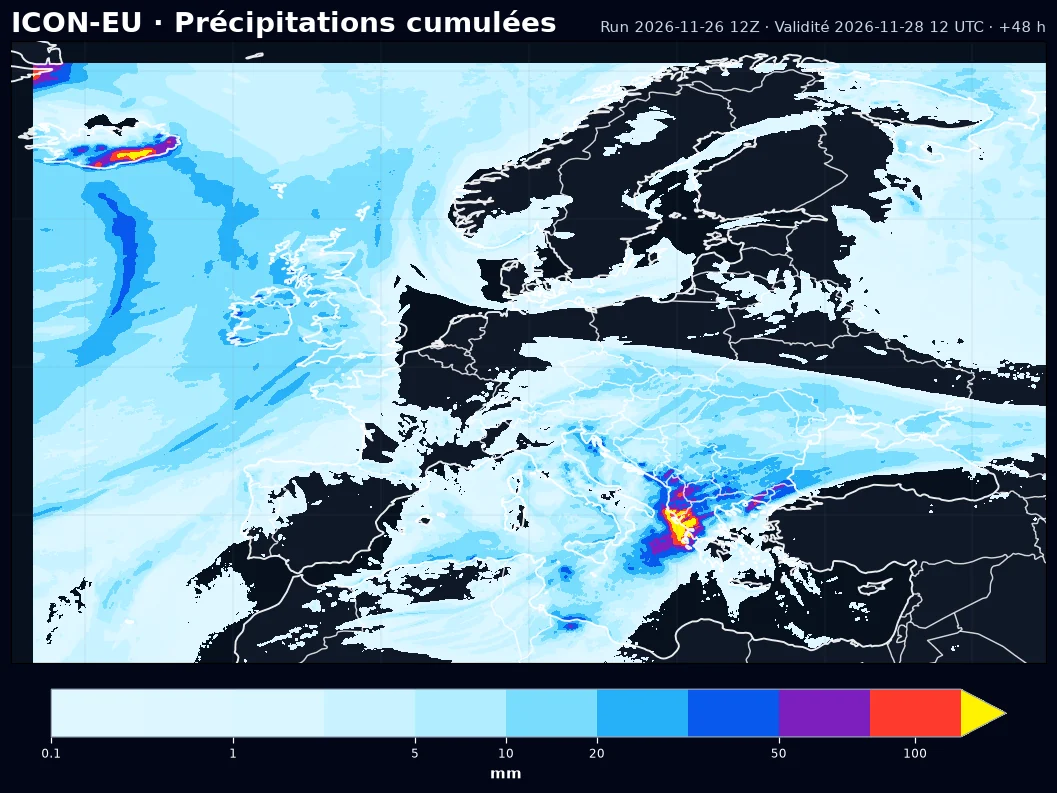 ICON-EU · Précipitations cumulées
Run 2026-11-26 12Z · Validité 2026-11-28 12 UTC · +48 h
0.1 1 5 10 20 50 100
mm